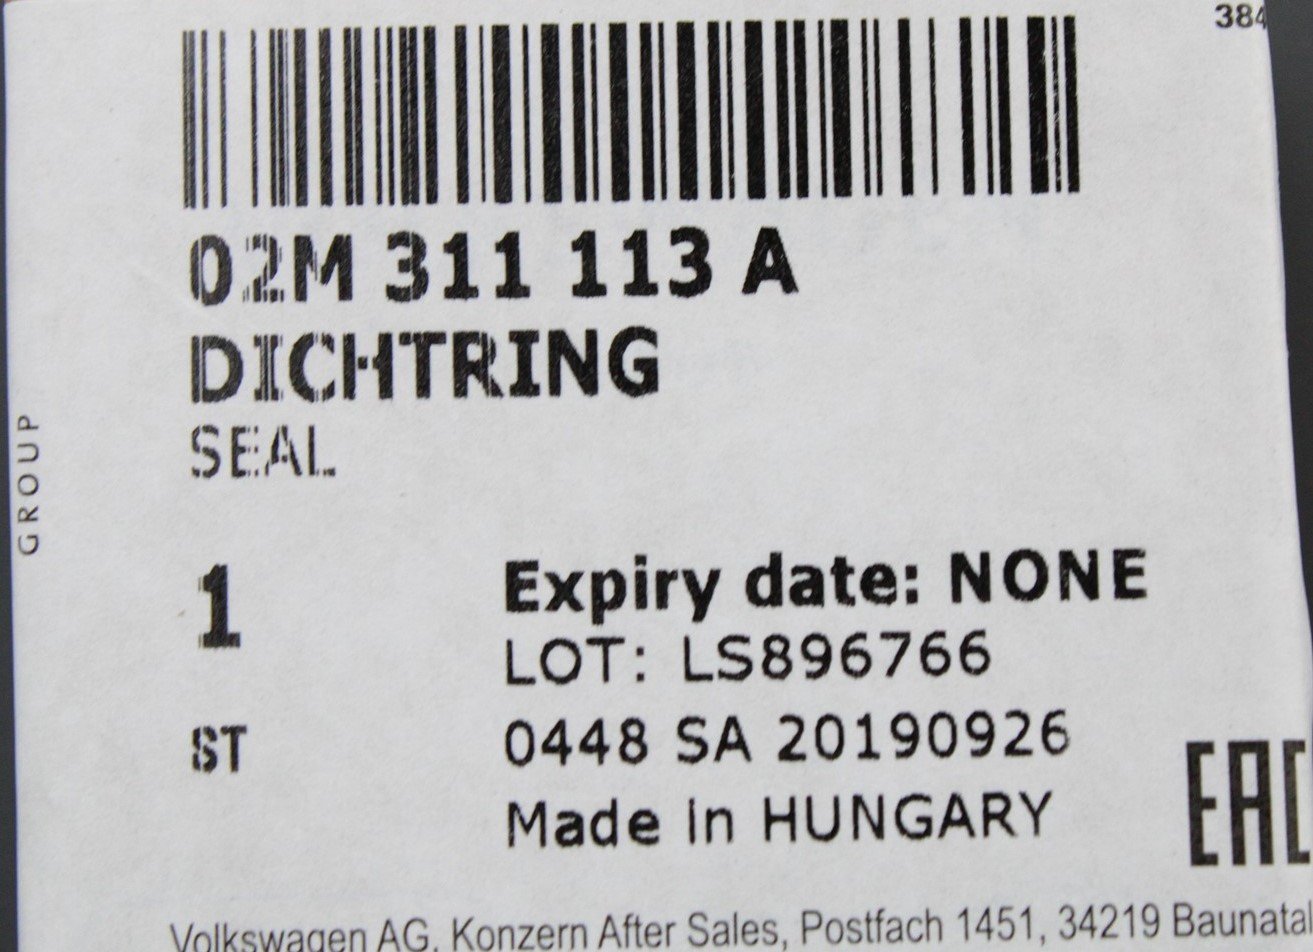 384
02M 311 113 A
DICHTRING
SEAL
GROUP
1
Expiry date: NONE
LOT: LS896766
ST
0448 SA 20190926
Made in HUNGARY
EAC
Volkswagen AG, Konzern After Sales, Postfach 1451, 34219 Baunatal